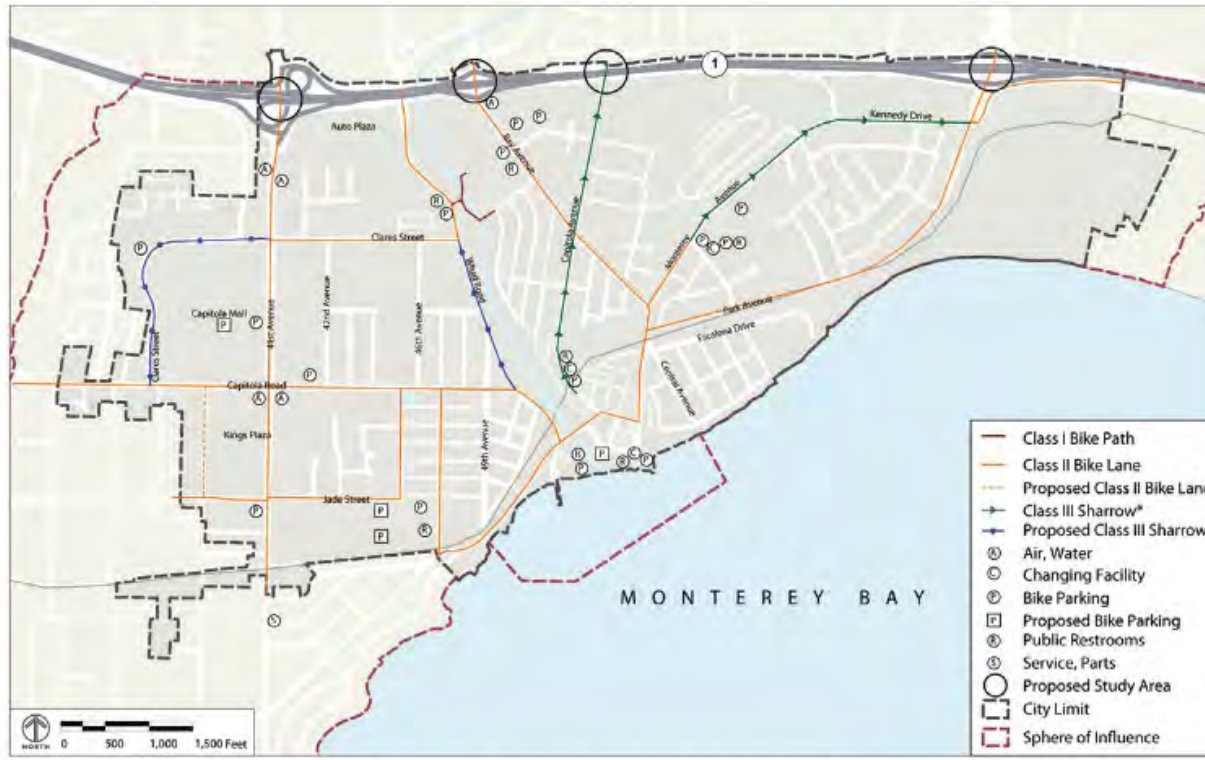 1
Kennedy Drive
Auto Plaza
Bay Avenue
Capitola Avenue
Monterey
Avenue
Clares Street
Wharf Road
42nd Avenue
46th Avenue
Capitola Mall
41st Avenue
Clares Street
Park Avenue
Escalona Drive
Central Avenue
Capitola Road
Kings Plaza
49th Avenue
Jade Street
MONTEREY BAY
Class I Bike Path
Class II Bike Lane
Proposed Class II Bike Lane
Class III Sharrow*
Proposed Class III Sharrow
A Air, Water
C Changing Facility
P Bike Parking
P Proposed Bike Parking
R Public Restrooms
S Service, Parts
Proposed Study Area
City Limit
Sphere of Influence
NORTH
0 500 1,000 1,500 Feet